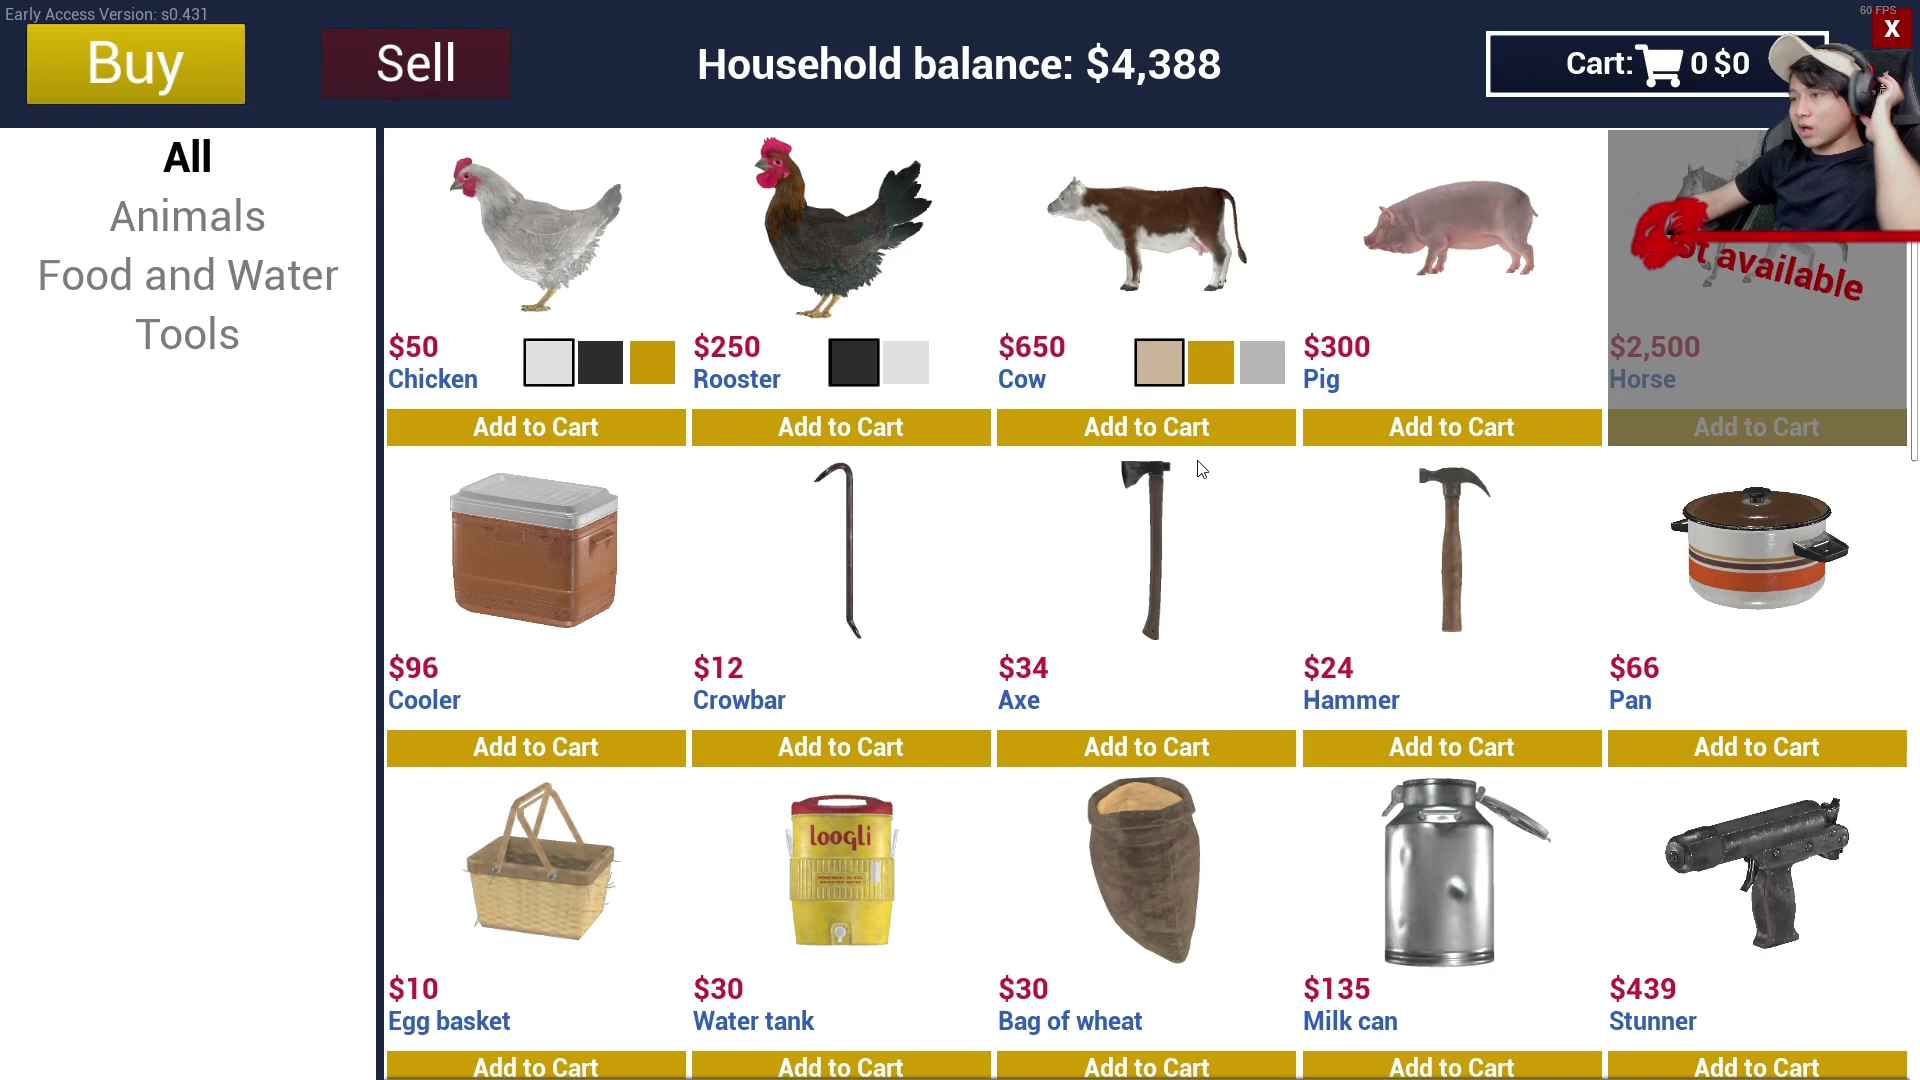 Early Access Version: s0.431
60 FPS
Buy
Sell
Household balance: $4,388
Cart: 0 $0
X
All
Animals
Food and Water
Tools
$50
Chicken
Add to Cart
$250
Rooster
Add to Cart
$650
Cow
Add to Cart
$300
Pig
Add to Cart
available
$2,500
Horse
Add to Cart
$96
Cooler
Add to Cart
$12
Crowbar
Add to Cart
$34
Axe
Add to Cart
$24
Hammer
Add to Cart
$66
Pan
Add to Cart
$10
Egg basket
Add to Cart
looqli
$30
Water tank
Add to Cart
$30
Bag of wheat
Add to Cart
$135
Milk can
Add to Cart
$439
Stunner
Add to Cart